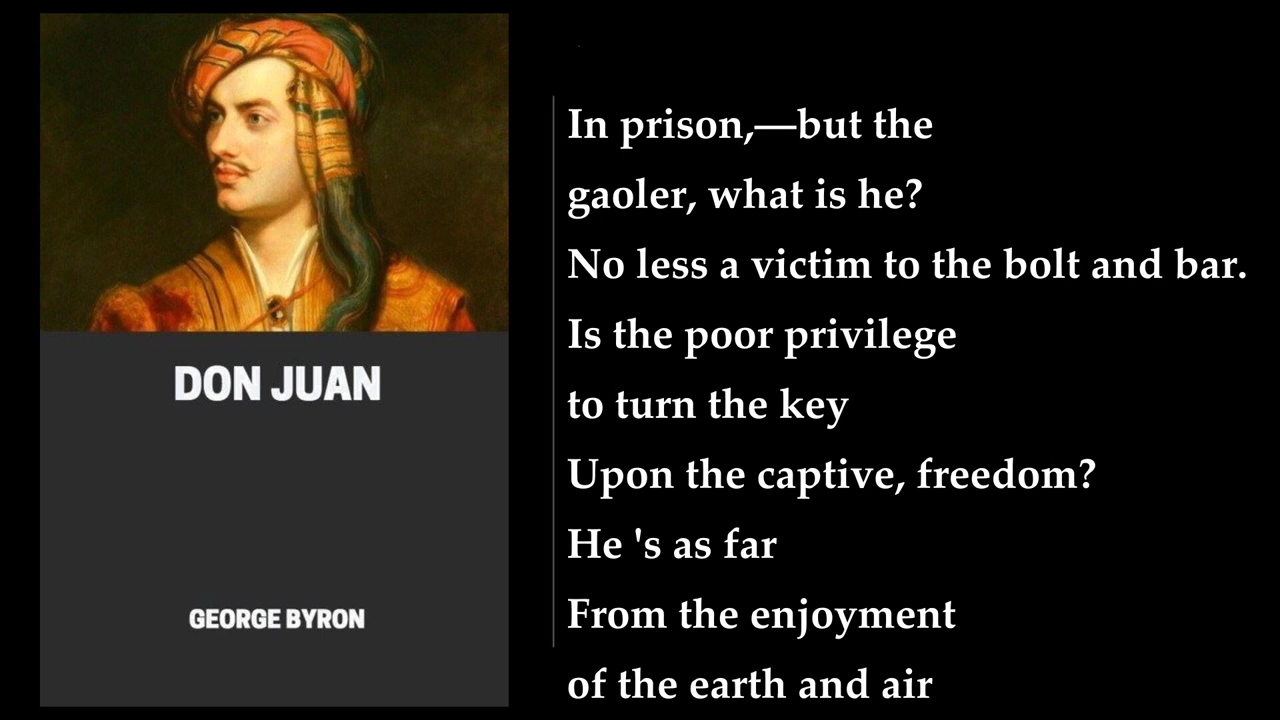 DON JUAN
GEORGE BYRON
In prison,—but the
gaoler, what is he?
No less a victim to the bolt and bar.
Is the poor privilege
to turn the key
Upon the captive, freedom?
He 's as far
From the enjoyment
of the earth and air